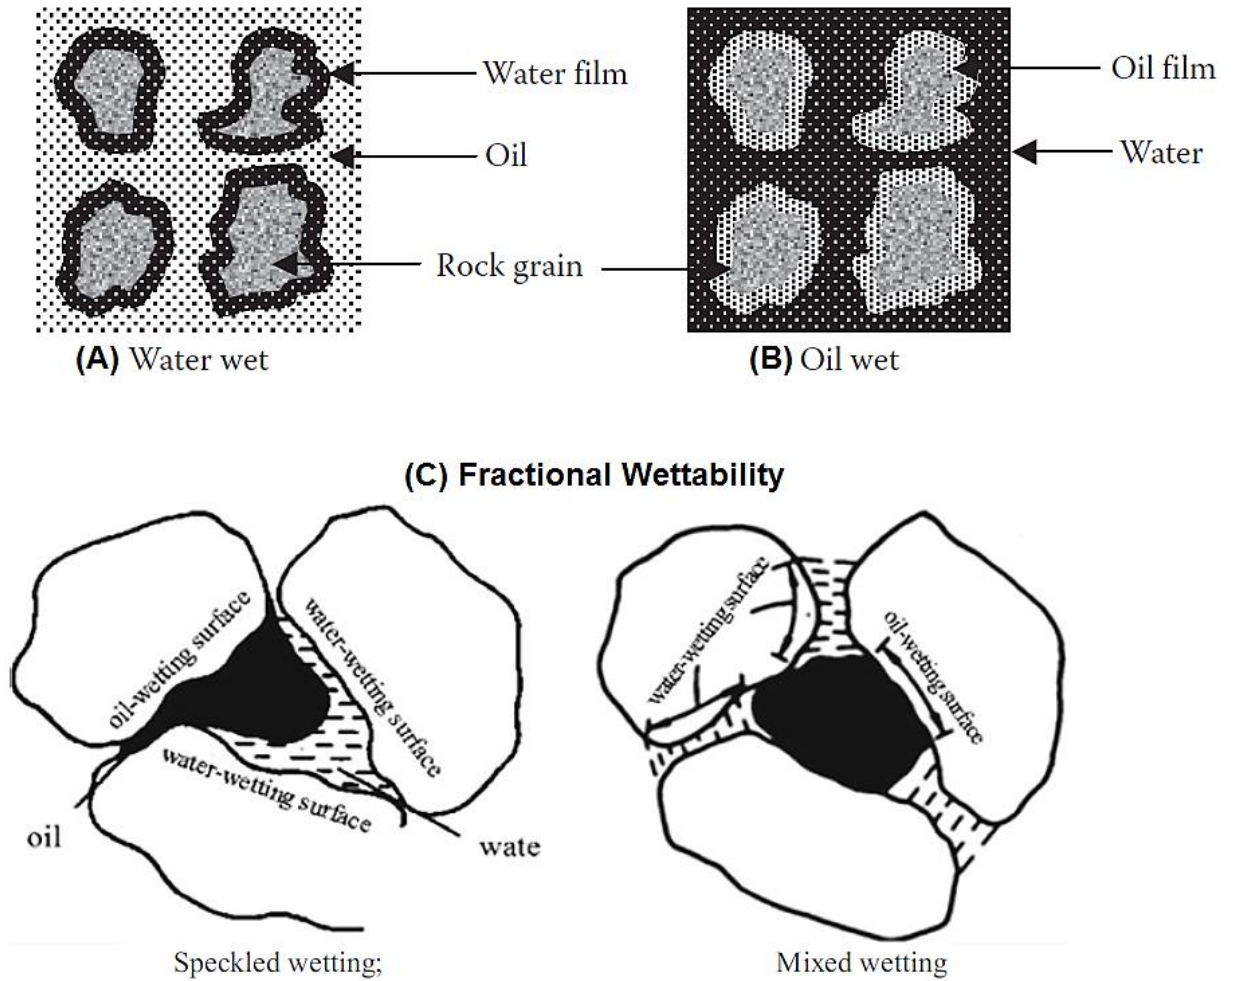 Water film
Oil
Rock grain
Oil film
Water
(A) Water wet
(B) Oil wet
(C) Fractional Wettability
oil-wetting surface
water-wetting surface
water-wetting surface
oil
wate
water-wetting surface
oil-wetting surface
Speckled wetting;
Mixed wetting